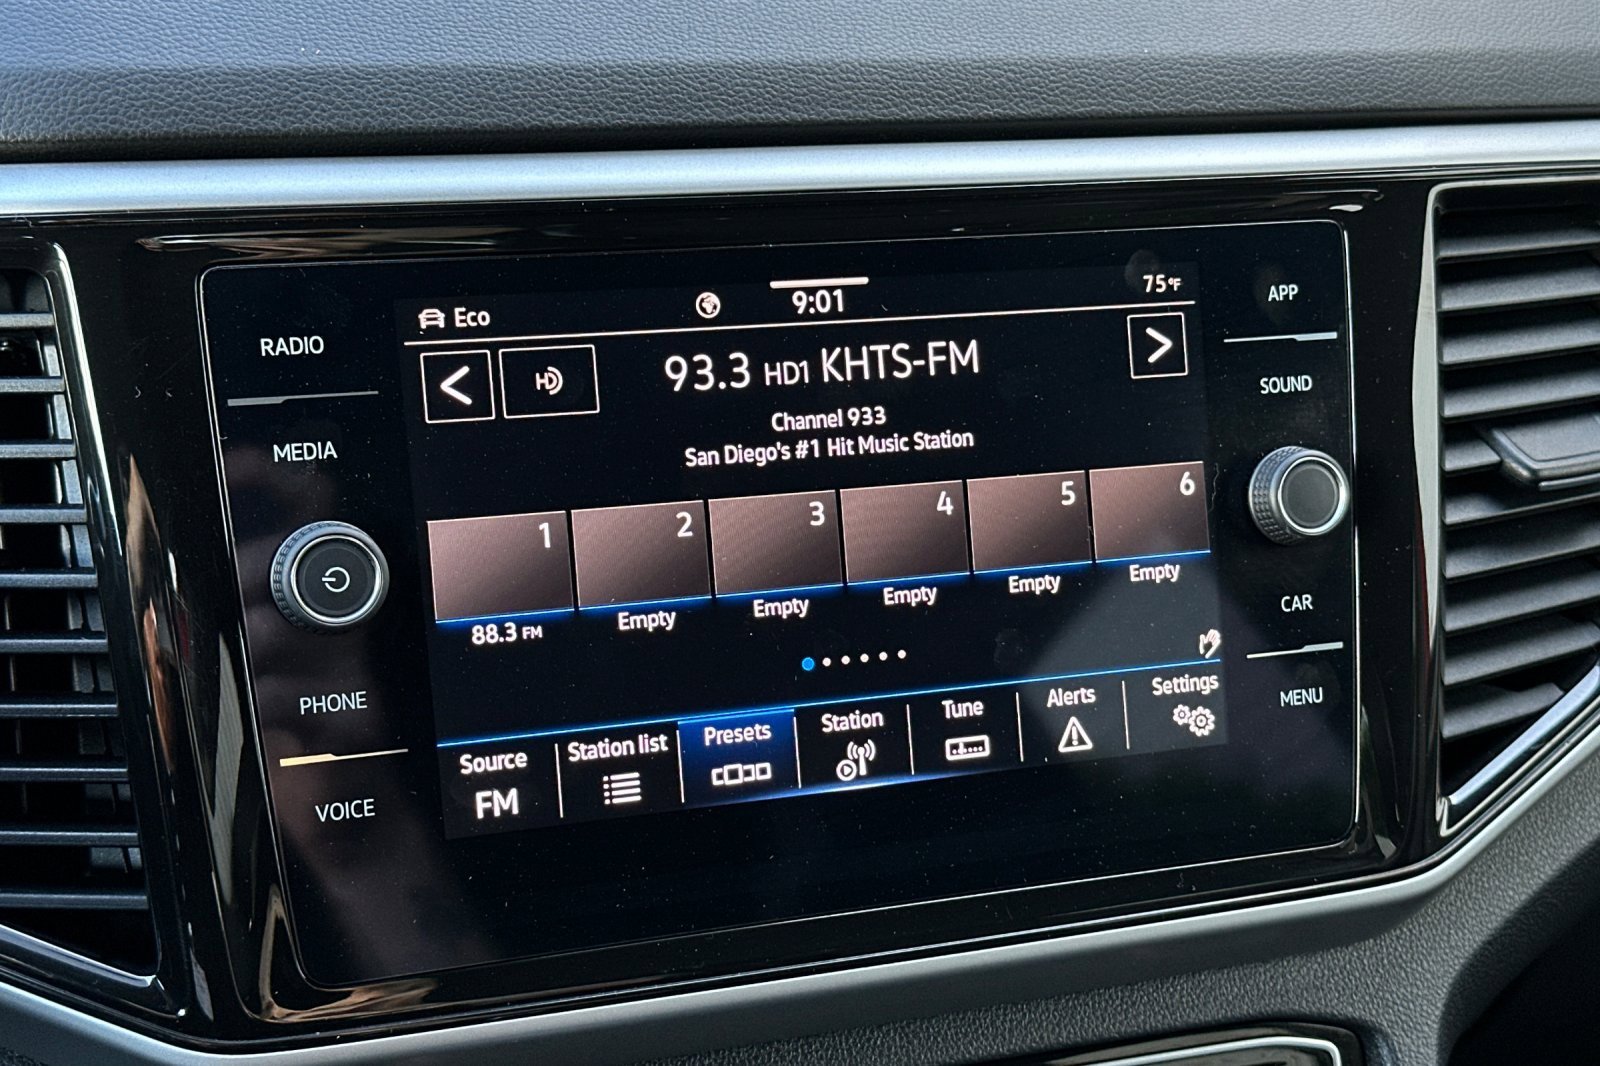 Eco
9:01
75°F
RADIO
MEDIA
PHONE
VOICE
HD
93.3 HD1 KHTS-FM
Channel 933
San Diego's #1 Hit Music Station
1
2
3
4
5
6
88.3 FM
Empty
Empty
Empty
Empty
Empty
Source
FM
Station list
Presets
Station
Tune
Alerts
Settings
APP
SOUND
CAR
MENU